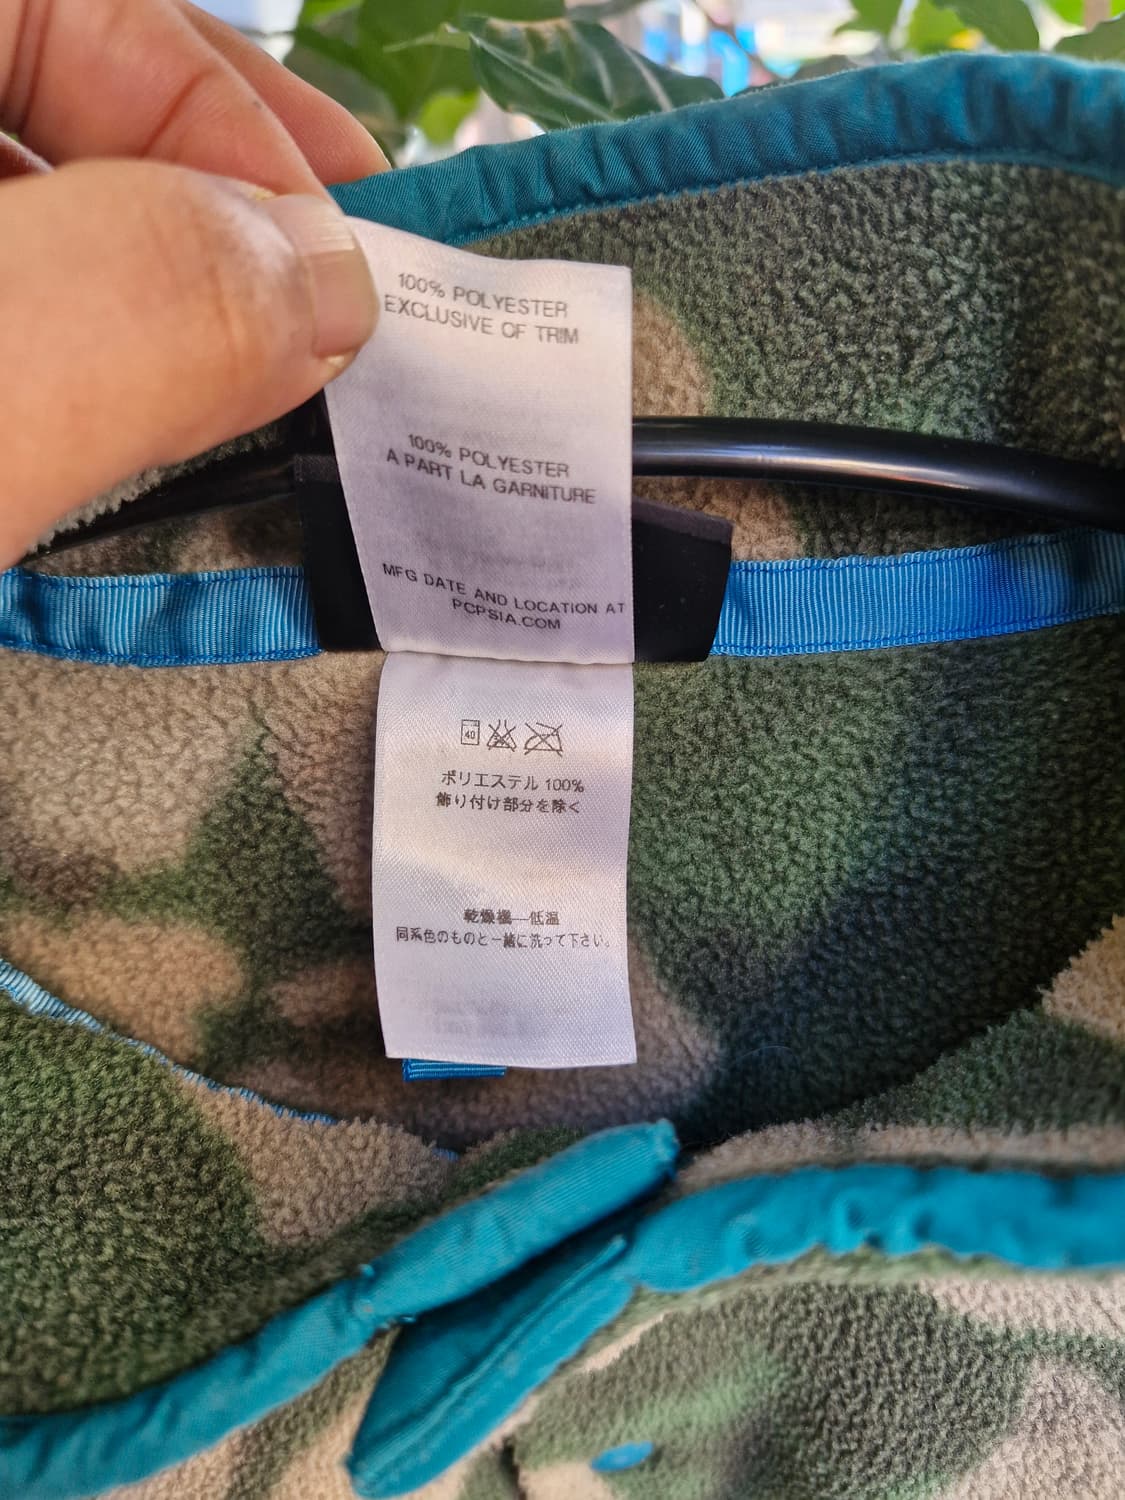 100% POLYESTER
EXCLUSIVE OF TRIM
100% POLYESTER
A PART LA GARNITURE
MFG DATE AND LOCATION AT
PCPSIA.COM
40
ポリエステル 100%
飾り付け部分を除く
乾燥機—低温
同系色のものと一緒に洗って下さい。